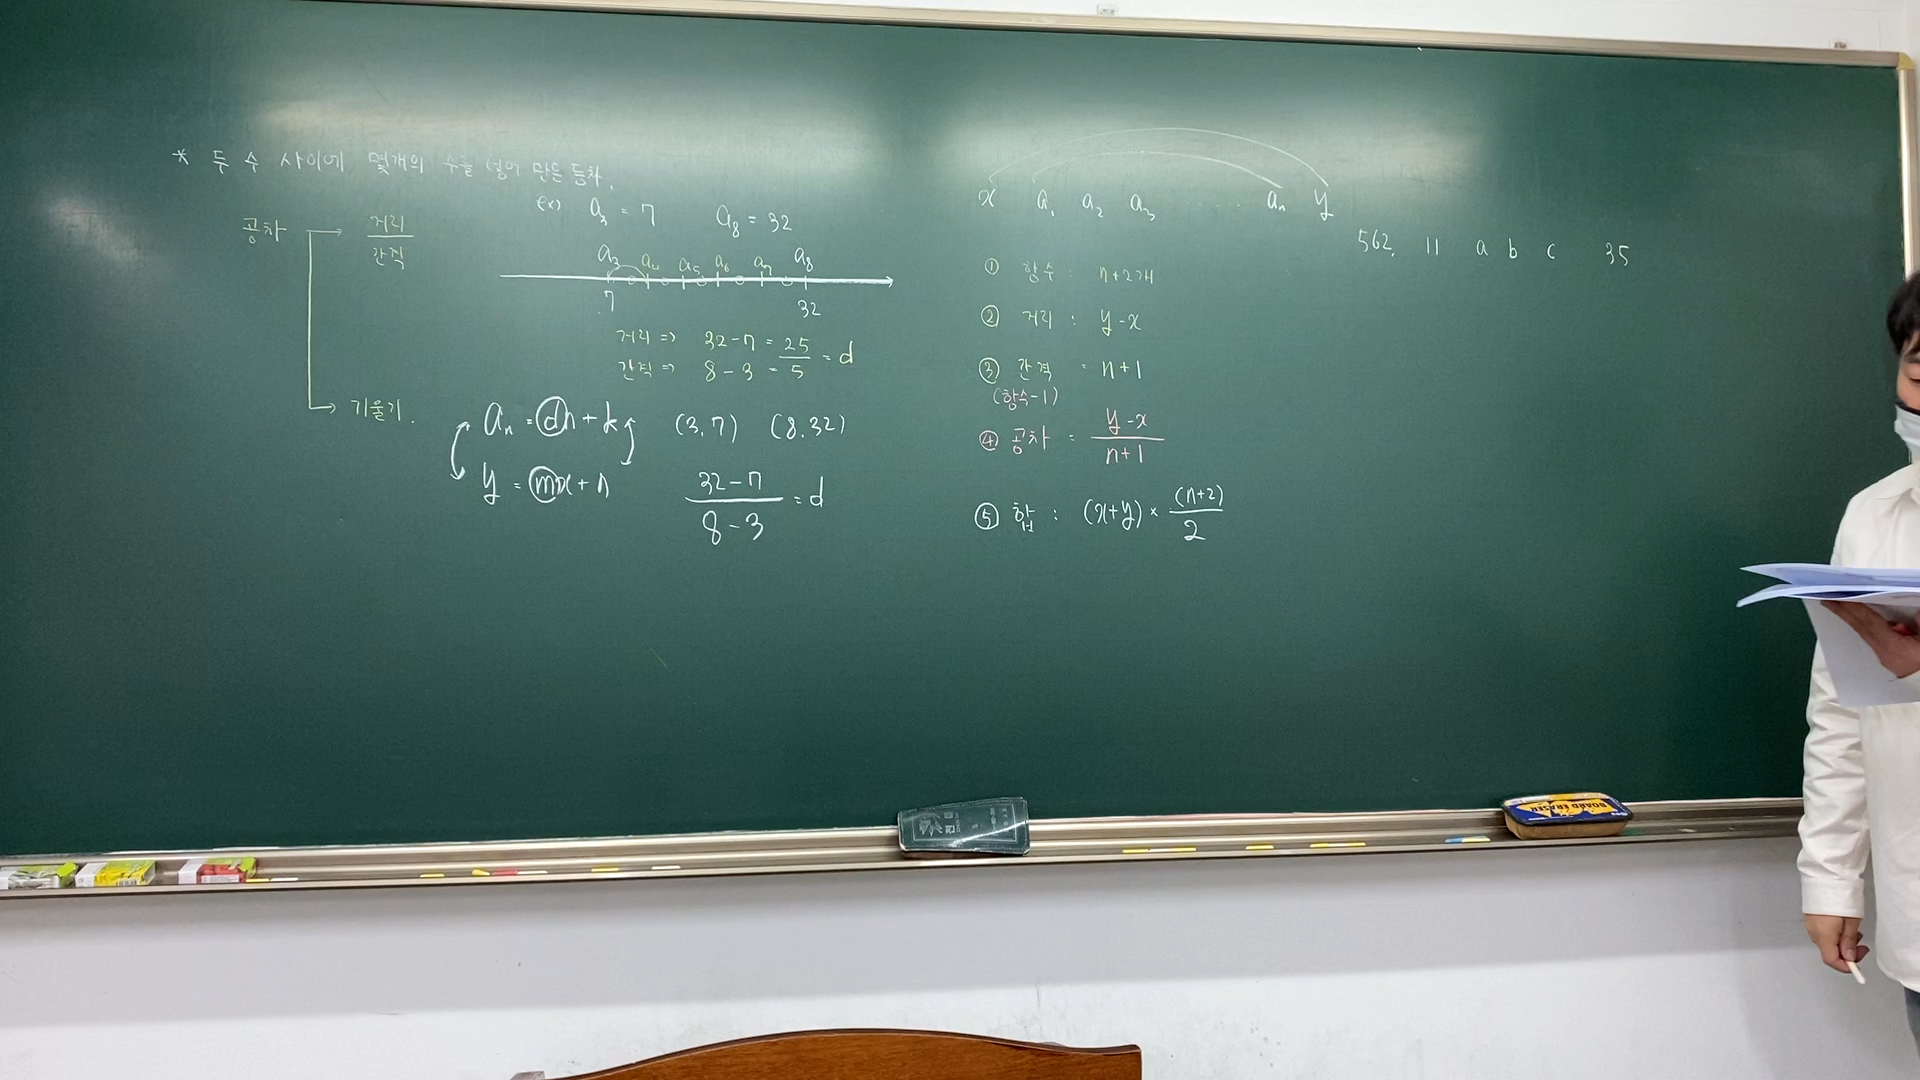 * 두 수 사이에 몇개의 수를 넣어 만든 등차.
공차 → 거리 / 간격
ex) a₃ = 7 a₈ = 32
a₃ a₄ a₅ a₆ a₇ a₈
7 32
거리 ⇒ 32-7 = 25
간격 ⇒ 8-3 = 5 = d
→ 기울기.
aₙ = dn + k (3.7) (8.32)
y = mx + n (32-7)/(8-3) = d
x a₁ a₂ a₃ ..... aₙ y
① 항수 : n+2개
② 거리 : y-x
③ 간격 = n+1
(항수-1)
④ 공차 = (y-x)/(n+1)
⑤ 합 : (x+y) × (n+2)/2
562. 11 a b c 35
BOARD ERASER